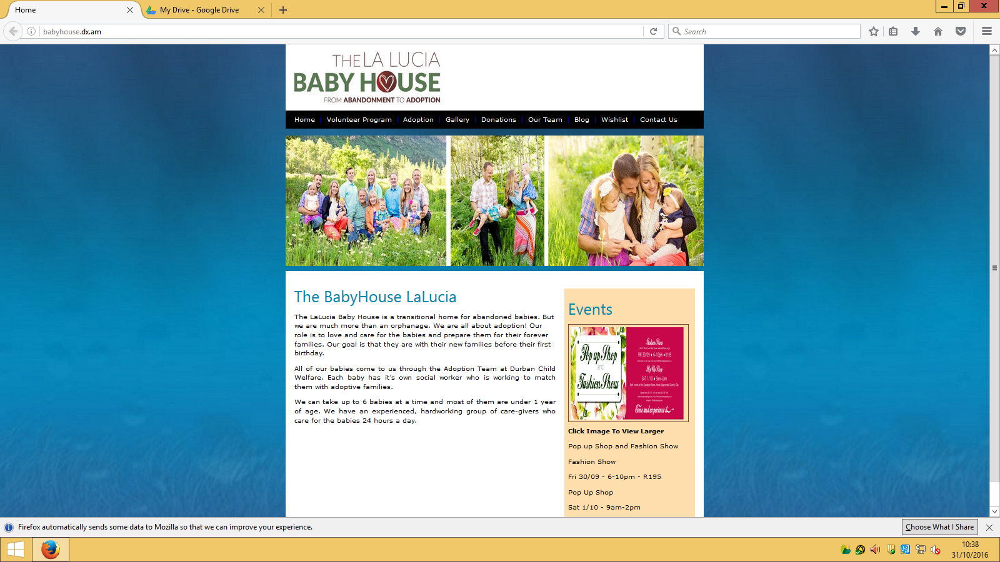 Home
My Drive - Google Drive
babyhouse.dx.am
Search
THE LA LUCIA
BABY HOUSE
FROM ABANDONMENT TO ADOPTION
Home | Volunteer Program | Adoption | Gallery | Donations | Our Team | Blog | Wishlist | Contact Us
The BabyHouse LaLucia
The LaLucia Baby House is a transitional home for abandoned babies. But
we are much more than an orphanage. We are all about adoption! Our
role is to love and care for the babies and prepare them for their forever
families. Our goal is that they are with their new families before their first
birthday.
All of our babies come to us through the Adoption Team at Durban Child
Welfare. Each baby has it’s own social worker who is working to match
them with adoptive families.
We can take up to 6 babies at a time and most of them are under 1 year
of age. We have an experienced, hardworking group of care-givers who
care for the babies 24 hours a day.
Events
Pop up Shop
and
Fashion Show
Fashion Show
FRI 30/09 • 6-10pm • R195
Pop Up Shop
SAT 1/10 • 9am-2pm
Come and experience it
Click Image To View Larger
Pop up Shop and Fashion Show
Fashion Show
Fri 30/09 - 6-10pm - R195
Pop Up Shop
Sat 1/10 - 9am-2pm
Firefox automatically sends some data to Mozilla so that we can improve your experience.
Choose What I Share
10:38
31/10/2016